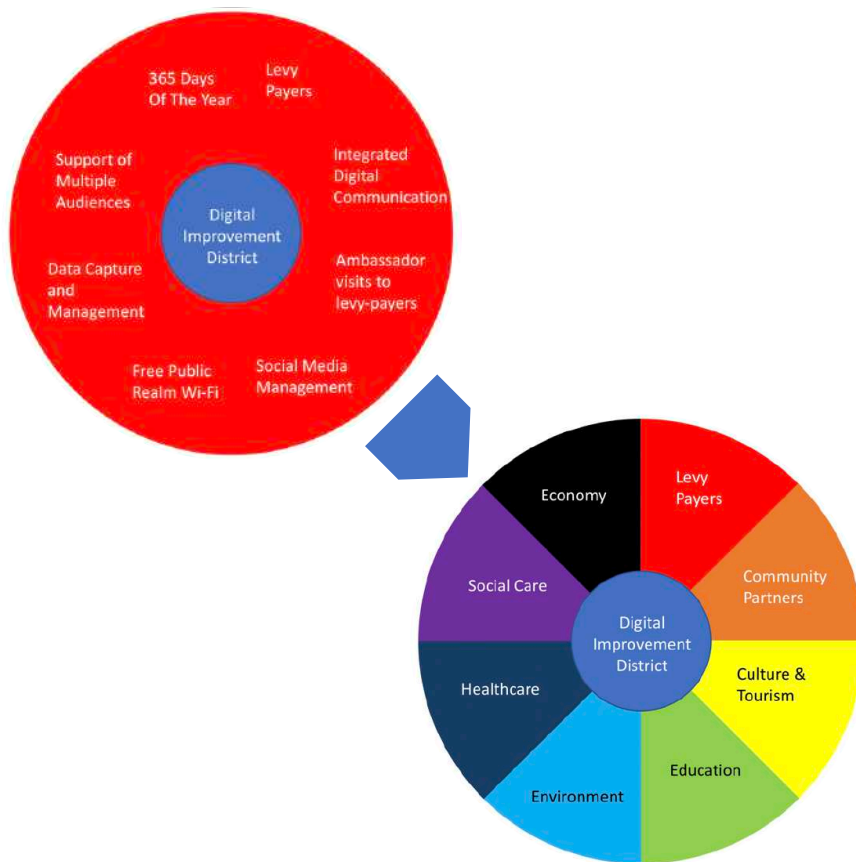 365 Days
Of The Year
Levy
Payers
Support of
Multiple
Audiences
Integrated
Digital
Communication
Digital
Improvement
District
Data Capture
and
Management
Ambassador
visits to
levy-payers
Free Public
Realm Wi-Fi
Social Media
Management
Economy
Levy
Payers
Social Care
Community
Partners
Digital
Improvement
District
Healthcare
Culture &
Tourism
Environment
Education